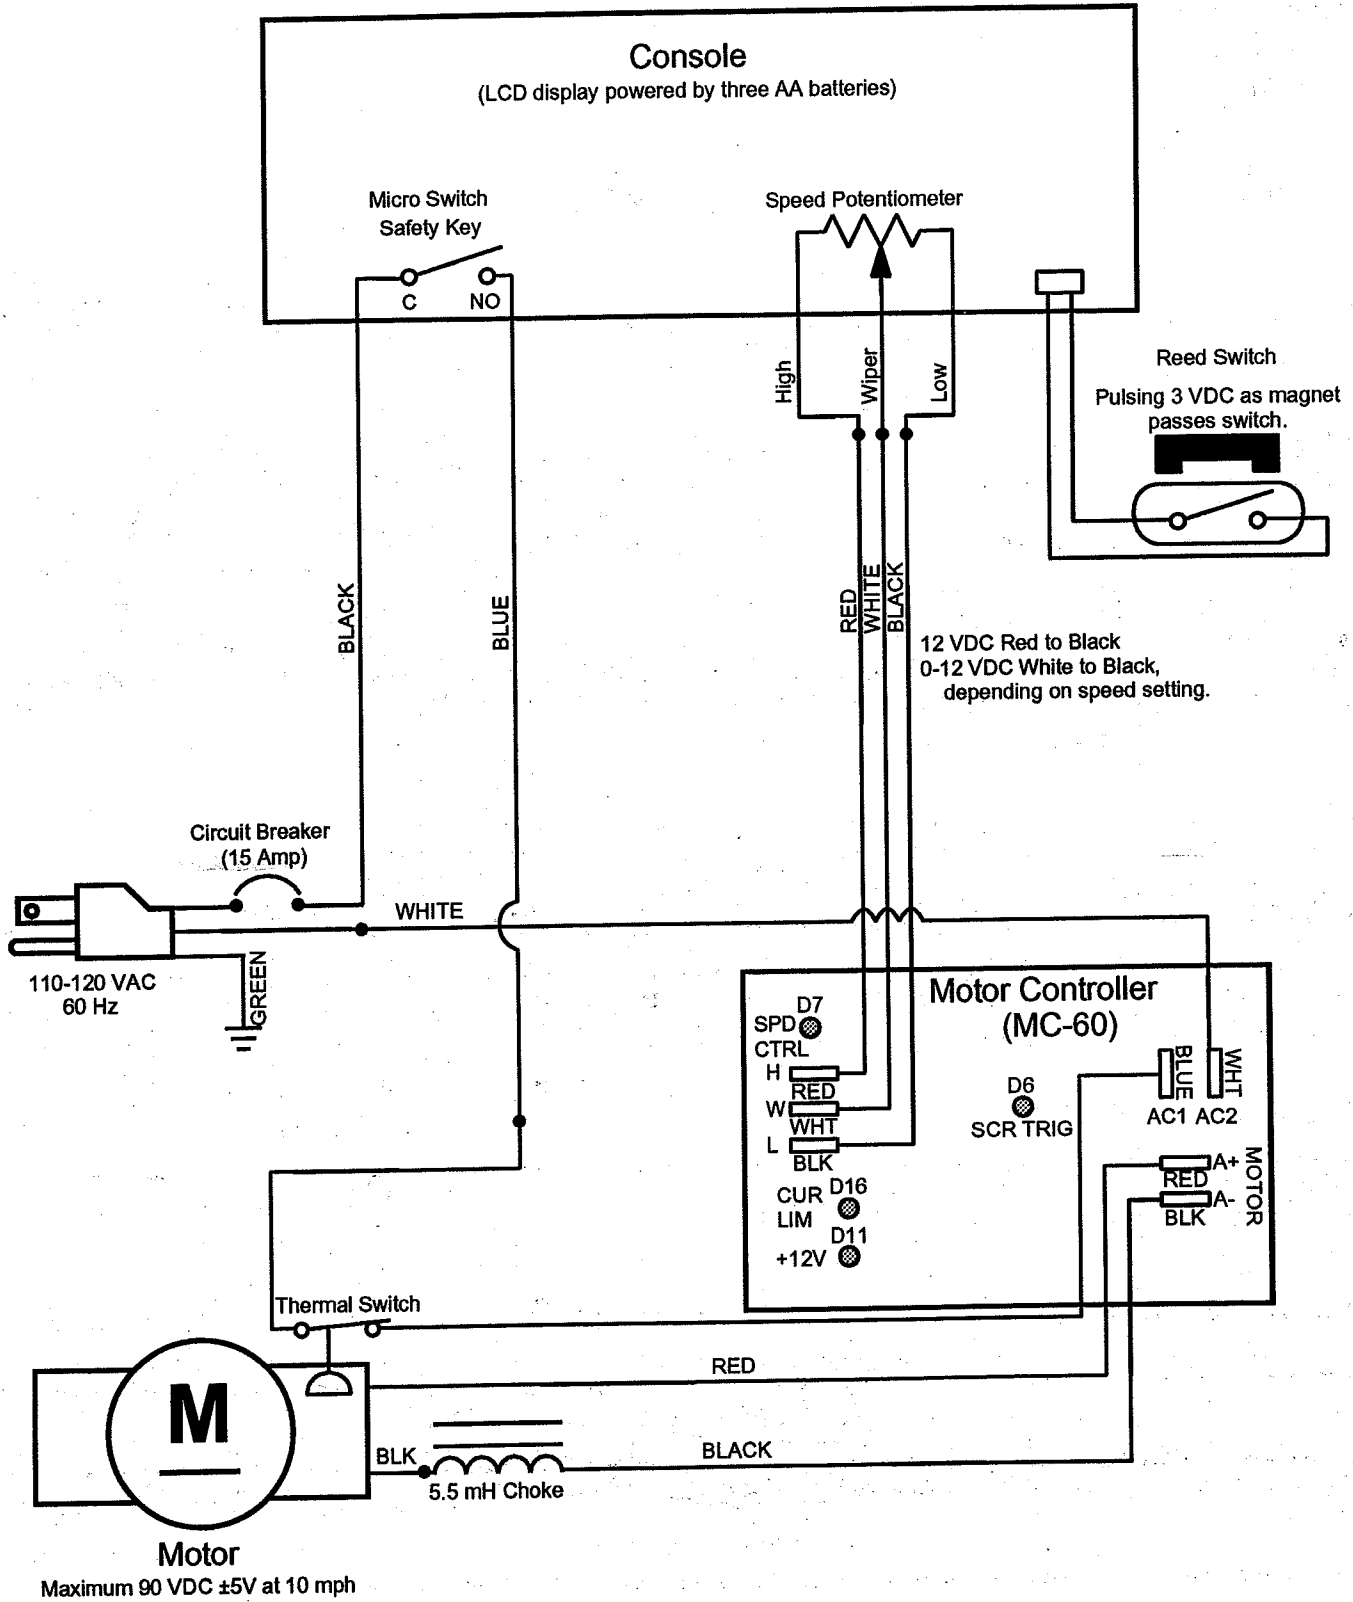 Console
(LCD display powered by three AA batteries)
Micro Switch
Safety Key
C
NO
Speed Potentiometer
High
Wiper
Low
Reed Switch
Pulsing 3 VDC as magnet
passes switch.
BLACK
BLUE
RED
WHITE
BLACK
12 VDC Red to Black
0-12 VDC White to Black,
depending on speed setting.
Circuit Breaker
(15 Amp)
WHITE
GREEN
110-120 VAC
60 Hz
Motor Controller
(MC-60)
D7
SPD
CTRL
H
RED
W
WHT
L
BLK
D6
SCR TRIG
BLUE
WHT
AC1 AC2
A+
RED
A-
BLK
MOTOR
CUR D16
LIM
D11
+12V
Thermal Switch
RED
M
BLK
BLACK
5.5 mH Choke
Motor
Maximum 90 VDC ±5V at 10 mph